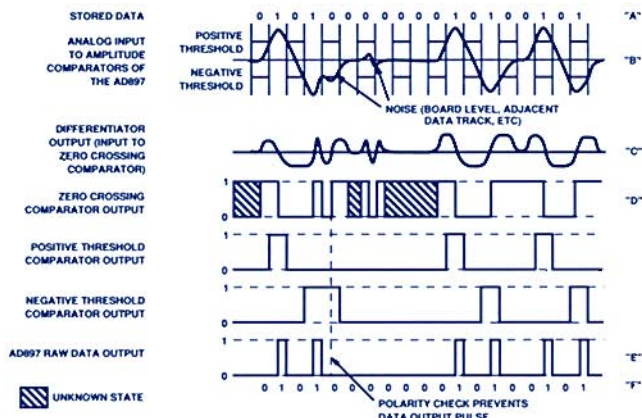 STORED DATA 0 1 0 1 0 0 0 0 0 0 0 1 0 1 0 0 1 0 1 "A"
ANALOG INPUT TO AMPLITUDE COMPARATORS OF THE AD897
POSITIVE THRESHOLD
NEGATIVE THRESHOLD
"B"
NOISE (BOARD LEVEL, ADJACENT
DATA TRACK, ETC)
DIFFERENTIATOR
OUTPUT (INPUT TO
ZERO CROSSING
COMPARATOR)
"C"
ZERO CROSSING
COMPARATOR OUTPUT
1
0
"D"
POSITIVE THRESHOLD
COMPARATOR OUTPUT
1
0
NEGATIVE THRESHOLD
COMPARATOR OUTPUT
1
0
AD897 RAW DATA OUTPUT
1
0
"E"
0 1 0 1 0 0 0 0 0 0 0 1 0 1 0 0 1 0 1 "F"
UNKNOWN STATE
POLARITY CHECK PREVENTS
DATA OUTPUT PULSE